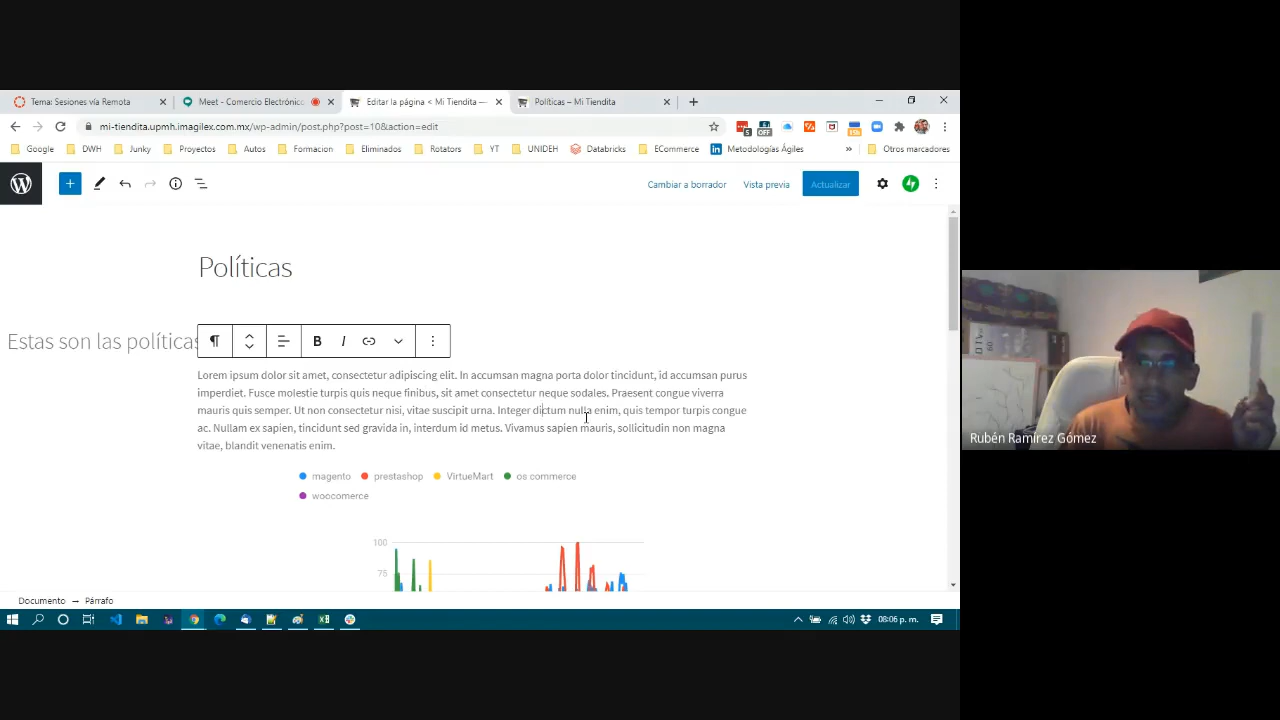 Tema: Sesiones vía Remota
Meet - Comercio Electrónic
Editar la página < Mi Tiendita —
Políticas – Mi Tiendita
mi-tiendita.upmh.imagilex.com.mx/wp-admin/post.php?post=10&action=edit
5
OFF
Google
DWH
Junky
Proyectos
Autos
Formacion
Eliminados
Rotators
YT
UNIDEH
Databricks
ECommerce
Metodologías Ágiles
»
Otros marcadores
Cambiar a borrador
Vista previa
Actualizar
Políticas
Estas son las políticas
B
I
Lorem ipsum dolor sit amet, consectetur adipiscing elit. In accumsan magna porta dolor tincidunt, id accumsan purus
imperdiet. Fusce molestie turpis quis neque finibus, sit amet consectetur neque sodales. Praesent congue viverra
mauris quis semper. Ut non consectetur nisi, vitae suscipit urna. Integer dictum nulla enim, quis tempor turpis congue
ac. Nullam ex sapien, tincidunt sed gravida in, interdum id metus. Vivamus sapien mauris, sollicitudin non magna
vitae, blandit venenatis enim.
magento
prestashop
VirtueMart
os commerce
woocomerce
100
75
Documento → Párrafo
08:06 p. m.
Rubén Ramírez Gómez